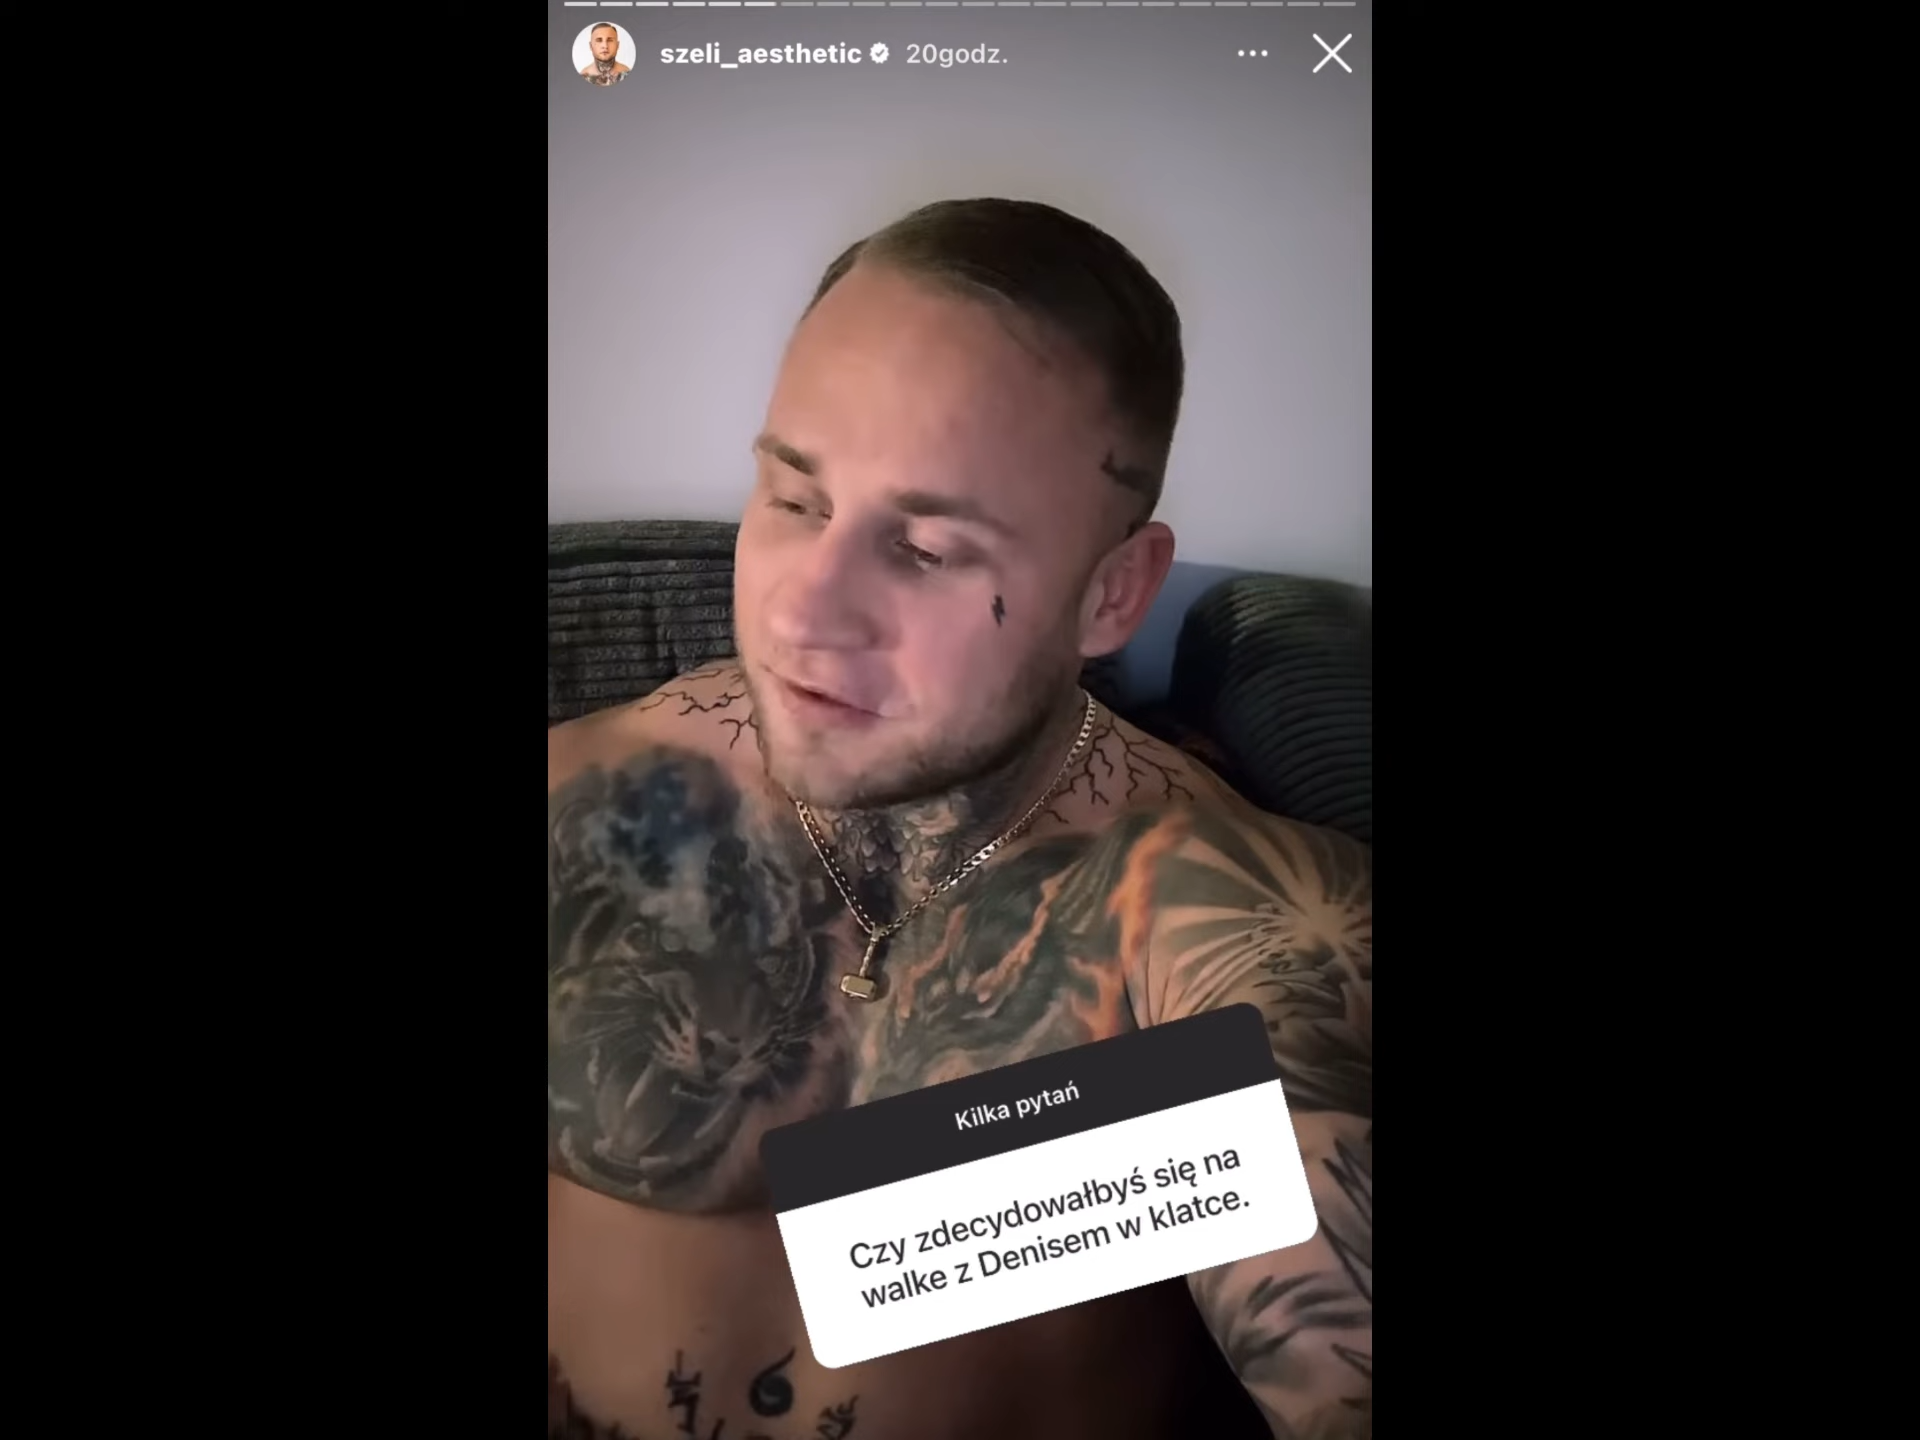 szeli_aesthetic 20godz.
Kilka pytań
Czy zdecydowałbyś się na
walke z Denisem w klatce.